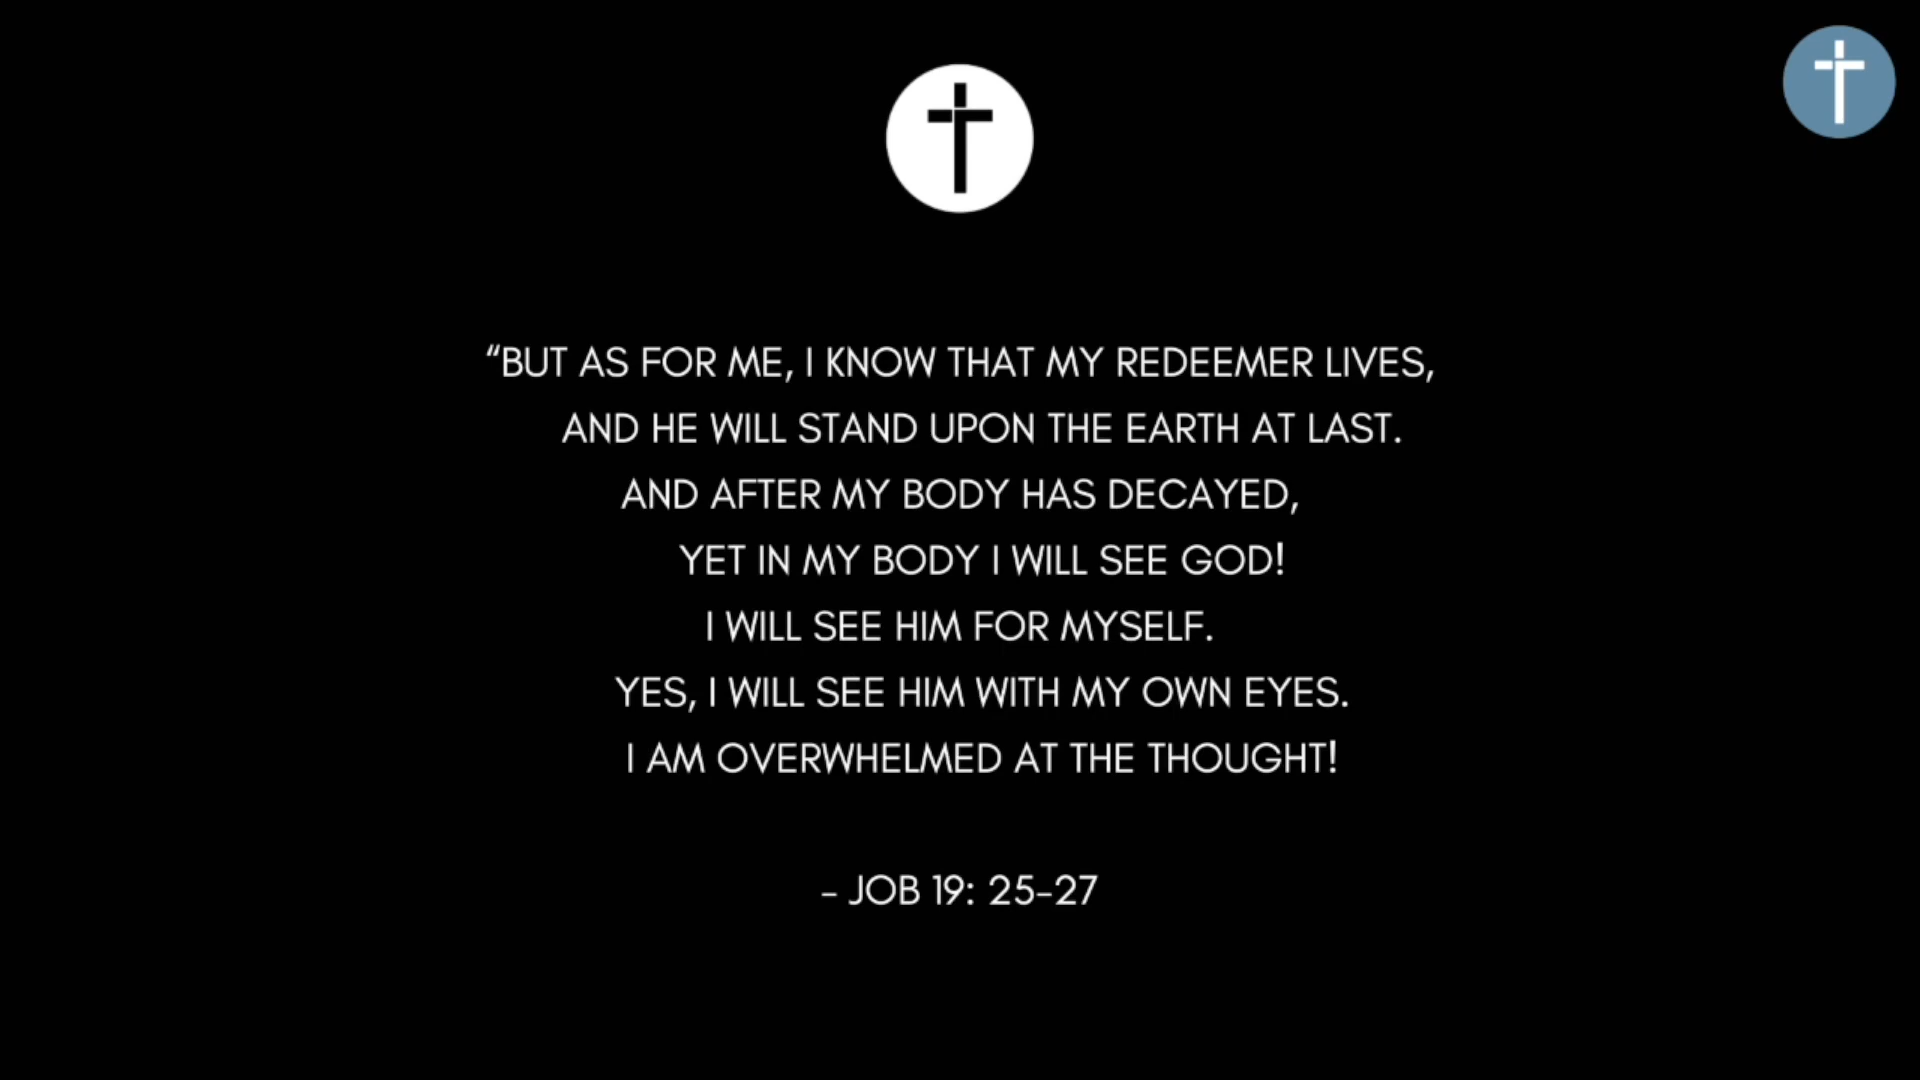 “BUT AS FOR ME, I KNOW THAT MY REDEEMER LIVES,
AND HE WILL STAND UPON THE EARTH AT LAST.
AND AFTER MY BODY HAS DECAYED,
YET IN MY BODY I WILL SEE GOD!
I WILL SEE HIM FOR MYSELF.
YES, I WILL SEE HIM WITH MY OWN EYES.
I AM OVERWHELMED AT THE THOUGHT!
- JOB 19: 25-27